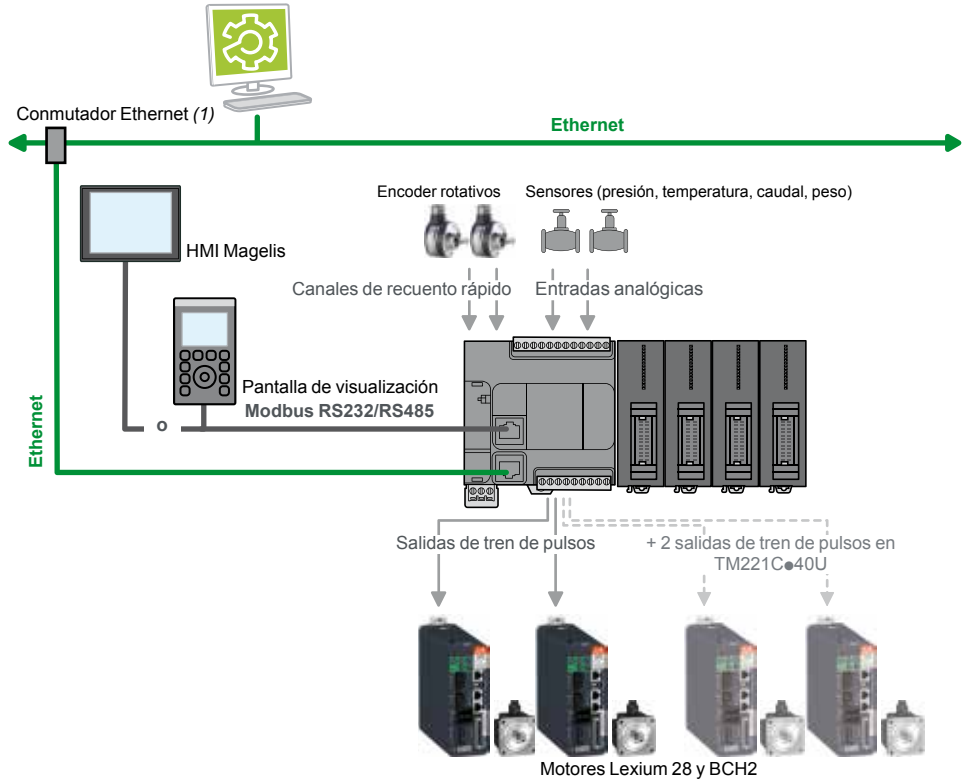 Conmutador Ethernet (1)
Ethernet
Encoder rotativos
Sensores (presión, temperatura, caudal, peso)
HMI Magelis
Canales de recuento rápido
Entradas analógicas
Pantalla de visualización
Modbus RS232/RS485
o
Ethernet
Salidas de tren de pulsos
+ 2 salidas de tren de pulsos en
TM221C●40U
Motores Lexium 28 y BCH2